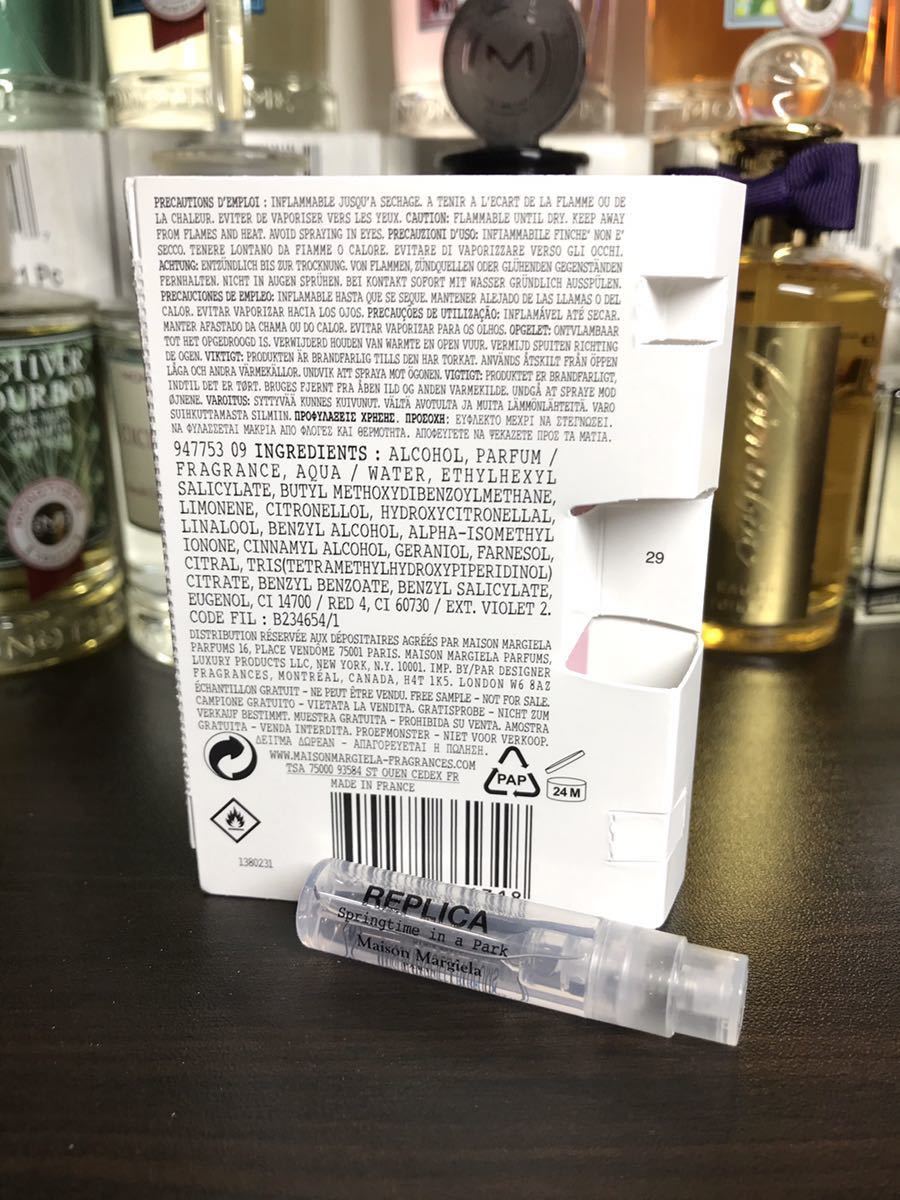 M
PRECAUTIONS D'EMPLOI : INFLAMMABLE JUSQU'A SECHAGE. A TENIR A L'ECART DE LA FLAMME OU DE
LA CHALEUR. EVITER DE VAPORISER VERS LES YEUX. CAUTION: FLAMMABLE UNTIL DRY. KEEP AWAY
FROM FLAMES AND HEAT. AVOID SPRAYING IN EYES. PRECAUZIONI D'USO: INFIAMMABILE FINCHE' NON E'
SECCO. TENERE LONTANO DA FIAMME O CALORE. EVITARE DI VAPORIZZARE VERSO GLI OCCHI.
ACHTUNG: ENTZÜNDLICH BIS ZUR TROCKNUNG. VON FLAMMEN, ZÜNDQUELLEN ODER GLÜHENDEN GEGENSTÄNDEN
FERNHALTEN. NICHT IN AUGEN SPRÜHEN. BEI KONTAKT SOFORT MIT WASSER GRÜNDLICH AUSSPÜLEN.
PRECAUCIONES DE EMPLEO: INFLAMABLE HASTA QUE SE SEQUE. MANTENER ALEJADO DE LAS LLAMAS O DEL
CALOR. EVITAR VAPORIZAR HACIA LOS OJOS. PRECAUÇÕES DE UTILIZAÇÃO: INFLAMÁVEL ATÉ SECAR.
MANTER AFASTADO DA CHAMA OU DO CALOR. EVITAR VAPORIZAR PARA OS OLHOS. OPGELET: ONTVLAMBAAR
TOT HET OPGEDROOGD IS. VERWIJDERD HOUDEN VAN WARMTE EN OPEN VUUR. VERMIJD SPUITEN RICHTING
DE OGEN. VIKTIGT: PRODUKTEN ÄR BRANDFARLIG TILLS DEN HAR TORKAT. ANVÄNDS ÅTSKILT FRÅN ÖPPEN
LÅGA OCH ANDRA VÄRMEKÄLLOR. UNDVIK ATT SPRAYA MOT ÖGONEN. VIGTIGT: PRODUKTET ER BRANDFARLIGT,
INDTIL DET ER TØRT. BRUGES FJERNT FRA ÅBEN ILD OG ANDEN VARMEKILDE. UNDGÅ AT SPRAYE MOD
ØJNENE. VAROITUS: SYTTYVÄÄ KUNNES KUIVUNUT. VÄLTÄ AVOTULTA JA MUITA LÄMMÖNLÄHTEITÄ. VARO
SUIHKUTTAMASTA SILMIIN. ΠΡΟΦΥΛΑΞΕΙΣ ΧΡΗΣΗΣ. ΠΡΟΣΟΧΗ: ΕΥΦΛΕΚΤΟ ΜΕΧΡΙ ΝΑ ΣΤΕΓΝΩΣΕΙ.
ΝΑ ΦΥΛΑΣΣΕΤΑΙ ΜΑΚΡΙΑ ΑΠΟ ΦΛΟΓΕΣ ΚΑΙ ΘΕΡΜΟΤΗΤΑ. ΑΠΟΦΕΥΓΕΤΕ ΝΑ ΨΕΚΑΖΕΤΕ ΠΡΟΣ ΤΑ ΜΑΤΙΑ.
947753 09 INGREDIENTS : ALCOHOL, PARFUM /
FRAGRANCE, AQUA / WATER, ETHYLHEXYL
SALICYLATE, BUTYL METHOXYDIBENZOYLMETHANE,
LIMONENE, CITRONELLOL, HYDROXYCITRONELLAL,
LINALOOL, BENZYL ALCOHOL, ALPHA-ISOMETHYL
IONONE, CINNAMYL ALCOHOL, GERANIOL, FARNESOL,
CITRAL, TRIS(TETRAMETHYLHYDROXYPIPERIDINOL)
CITRATE, BENZYL BENZOATE, BENZYL SALICYLATE,
EUGENOL, CI 14700 / RED 4, CI 60730 / EXT. VIOLET 2.
CODE FIL : B234654/1
DISTRIBUTION RÉSERVÉE AUX DÉPOSITAIRES AGRÉÉS PAR MAISON MARGIELA
PARFUMS 16, PLACE VENDÔME 75001 PARIS. MAISON MARGIELA PARFUMS,
LUXURY PRODUCTS LLC, NEW YORK, N.Y. 10001. IMP. BY/PAR DESIGNER
FRAGRANCES, MONTRÉAL, CANADA, H4T 1K5. LONDON W6 8AZ
ÉCHANTILLON GRATUIT - NE PEUT ÊTRE VENDU. FREE SAMPLE - NOT FOR SALE.
CAMPIONE GRATUITO - VIETATA LA VENDITA. GRATISPROBE - NICHT ZUM
VERKAUF BESTIMMT. MUESTRA GRATUITA - PROHIBIDA SU VENTA. AMOSTRA
GRATUITA - VENDA INTERDITA. PROEFMONSTER - NIET VOOR VERKOOP.
ΔΕΙΓΜΑ ΔΩΡΕΑΝ - ΑΠΑΓΟΡΕΥΕΤΑΙ Η ΠΩΛΗΣΗ.
WWW.MAISONMARGIELA-FRAGRANCES.COM
TSA 75000 93584 ST OUEN CEDEX FR
MADE IN FRANCE
PAP
24 M
29
1380231
REPLICA
Springtime in a Park
Maison Margiela